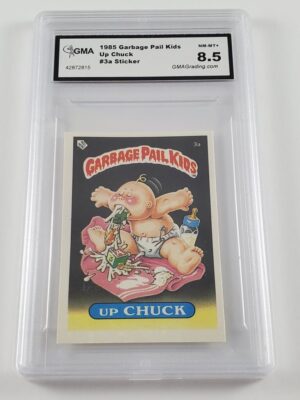 GMA
42872815
1985 Garbage Pail Kids
Up Chuck
#3a Sticker
NM-MT+
8.5
GMAGrading.com
3a
GARBAGE PAIL KIDS
UP CHUCK